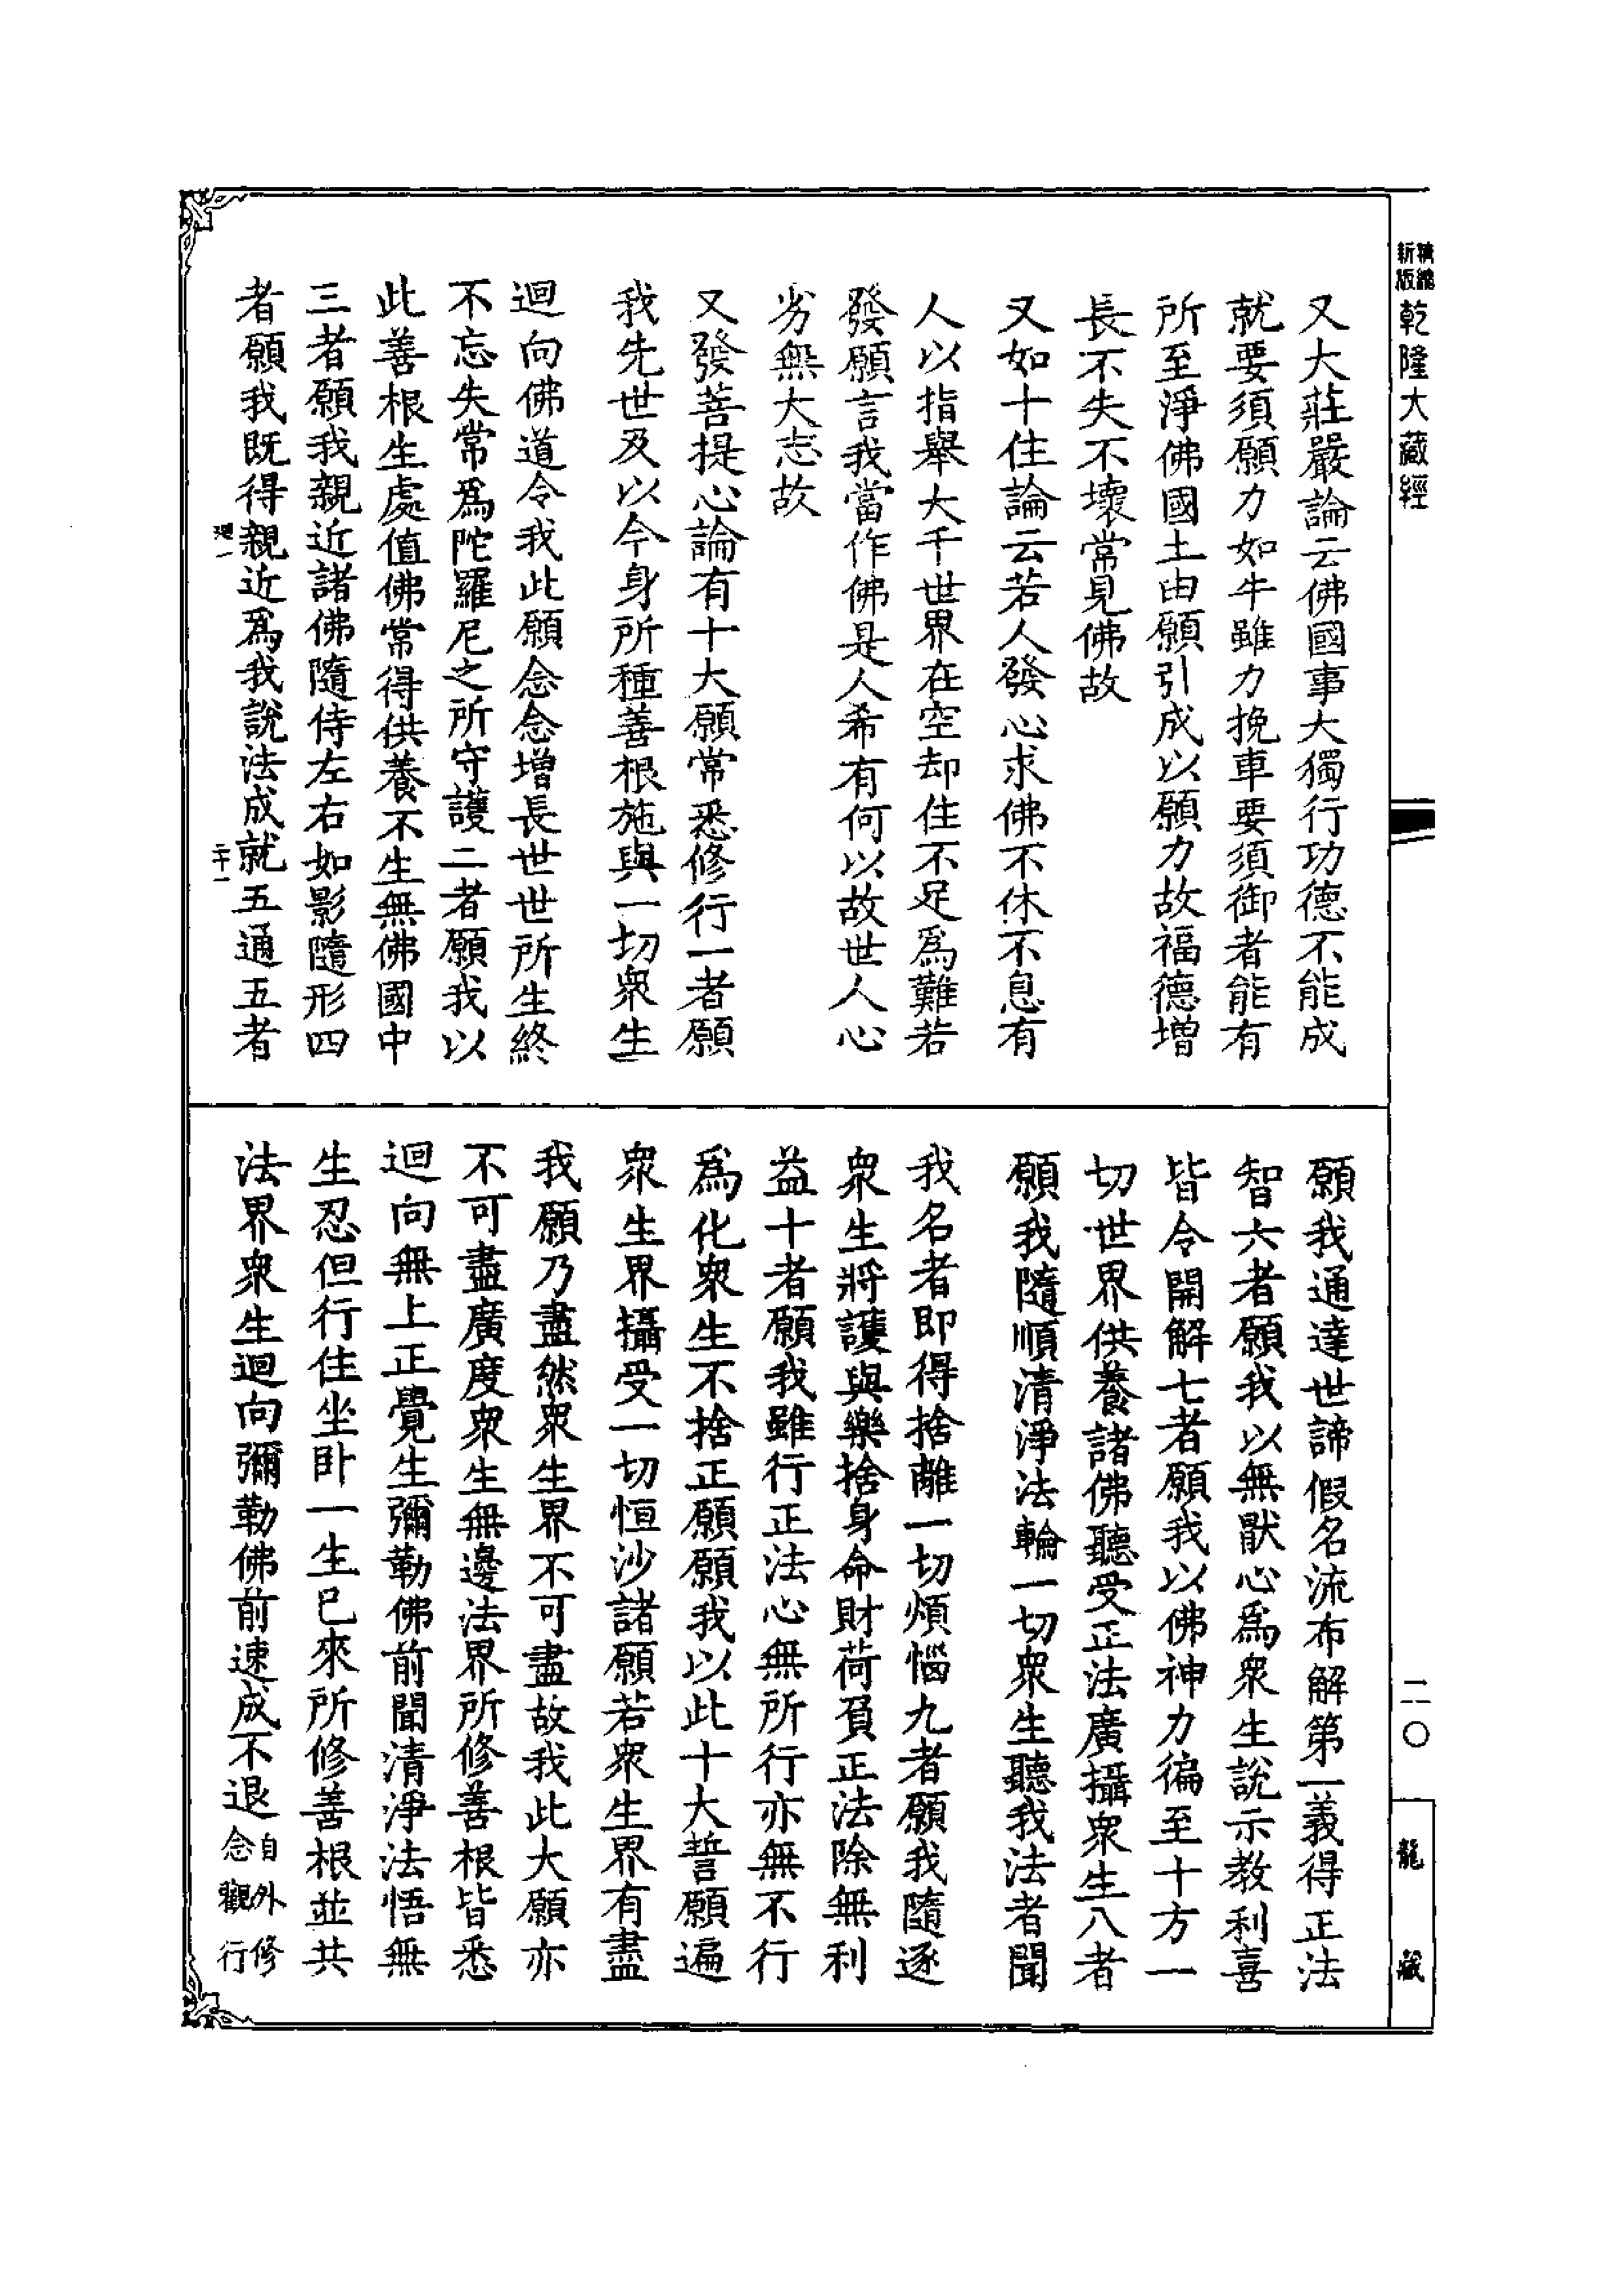 新編
精版
乾隆大藏經
又大莊嚴論云佛國事大獨行功德不能成
就要須願力如牛雖力挽車要須御者能有
所至淨佛國土由願引成以願力故福德增
長不失不壞常見佛故
又如十住論云若人發心求佛不休不息有
人以指舉大千世界在空却住不足為難若
發願言我當作佛是人希有何以故世人心
劣無大志故
又發菩提心論有十大願常悉修行一者願
我先世及以今身所種善根施與一切眾生
迴向佛道令我此願念念增長世世所生終
不忘失常為陀羅尼之所守護二者願我以
此善根生處值佛常得供養不生無佛國中
三者願我親近諸佛隨侍左右如影隨形四
者願我既得親近為我說法成就五通五者
二十一
願我通達世諦假名流布解第一義得正法
智六者願我以無猒心為眾生說示教利喜
皆令開解七者願我以佛神力徧至十方一
切世界供養諸佛聽受正法廣攝眾生八者
願我隨順清淨法輪一切眾生聽我法者聞
我名者即得捨離一切煩惱九者願我隨逐
眾生將護與樂捨身命財荷負正法除無利
益十者願我雖行正法心無所行亦無不行
為化眾生不捨正願願我以此十大誓願遍
眾生界攝受一切恒沙諸願若眾生界有盡
我願乃盡然眾生界不可盡故我此大願亦
不可盡廣度眾生無邊法界所修善根皆悉
迴向無上正覺生彌勒佛前聞清淨法悟無
生忍但行住坐卧一生已來所修善根並共
法界眾生迴向彌勒佛前速成不退
自外修
念觀行
二〇
龍藏